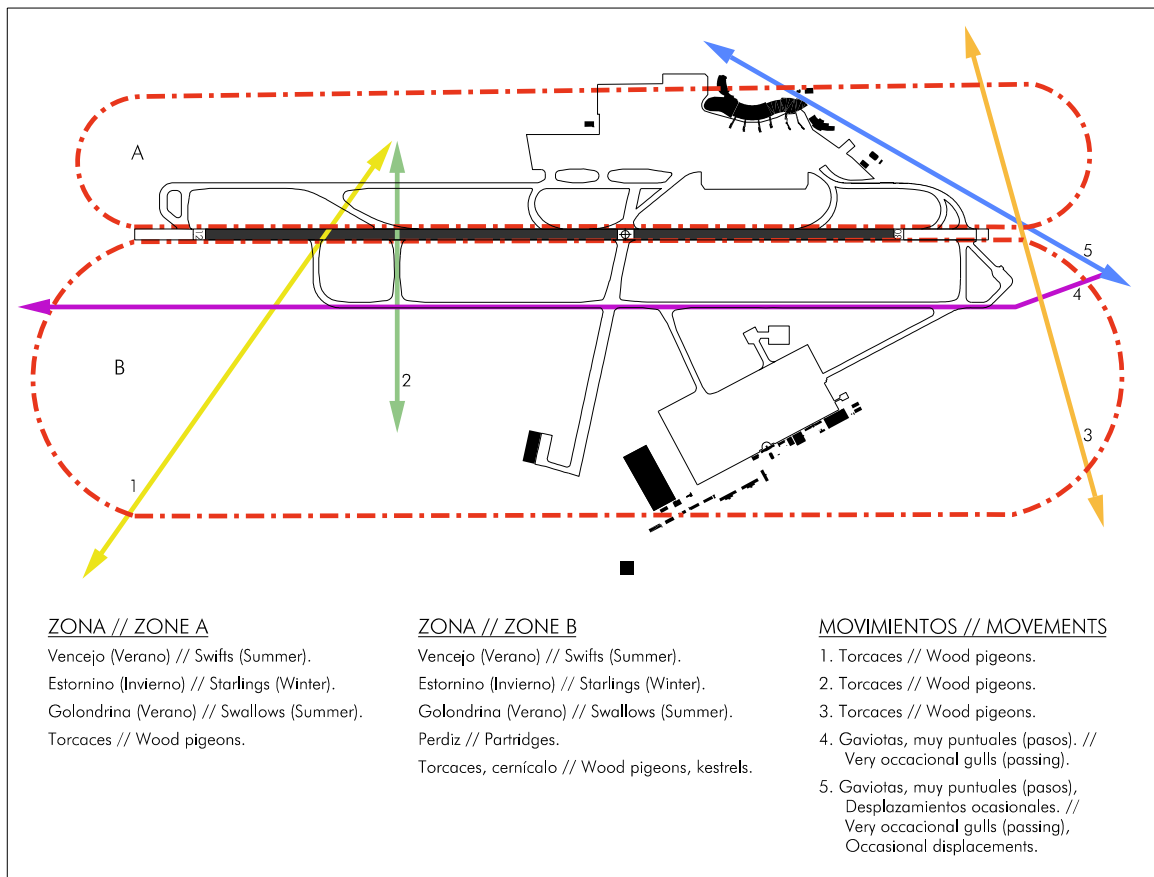 A
12
30
5
4
B
2
3
1
ZONA // ZONE A
Vencejo (Verano) // Swifts (Summer).
Estornino (Invierno) // Starlings (Winter).
Golondrina (Verano) // Swallows (Summer).
Torcaces // Wood pigeons.
ZONA // ZONE B
Vencejo (Verano) // Swifts (Summer).
Estornino (Invierno) // Starlings (Winter).
Golondrina (Verano) // Swallows (Summer).
Perdiz // Partridges.
Torcaces, cernícalo // Wood pigeons, kestrels.
MOVIMIENTOS // MOVEMENTS
1. Torcaces // Wood pigeons.
2. Torcaces // Wood pigeons.
3. Torcaces // Wood pigeons.
4. Gaviotas, muy puntuales (pasos). //
Very occacional gulls (passing).
5. Gaviotas, muy puntuales (pasos),
Desplazamientos ocasionales. //
Very occacional gulls (passing),
Occasional displacements.